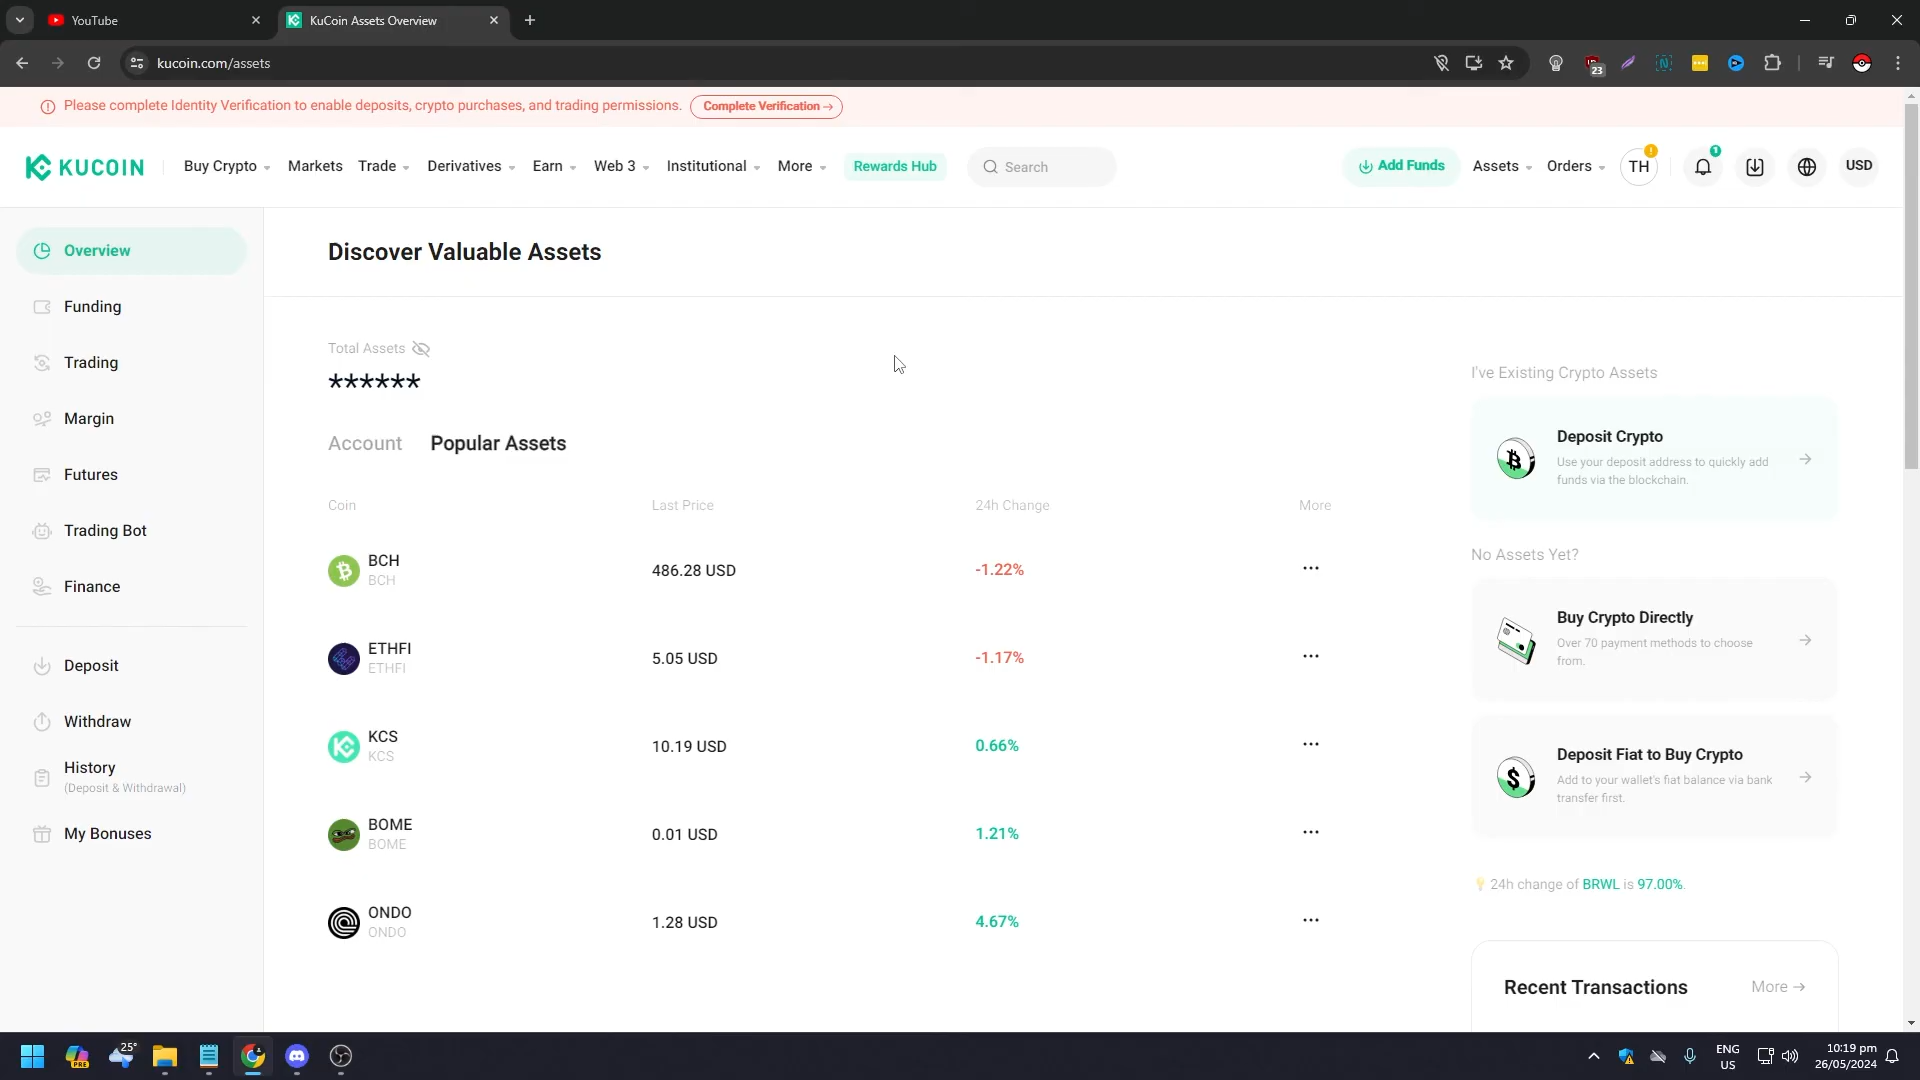 YouTube
KuCoin Assets Overview
kucoin.com/assets
23
Please complete Identity Verification to enable deposits, crypto purchases, and trading permissions. Complete Verification →
KUCOIN
Buy Crypto
Markets
Trade
Derivatives
Earn
Web 3
Institutional
More
Rewards Hub
Search
Add Funds
Assets
Orders
TH
!
1
USD
Overview
Funding
Trading
Margin
Futures
Trading Bot
Finance
Deposit
Withdraw
History
(Deposit & Withdrawal)
My Bonuses
Discover Valuable Assets
Total Assets
******
Account Popular Assets
Coin Last Price 24h Change More
BCH
BCH
486.28 USD -1.22% ···
ETHFI
ETHFI
5.05 USD -1.17% ···
KCS
KCS
10.19 USD 0.66% ···
BOME
BOME
0.01 USD 1.21% ···
ONDO
ONDO
1.28 USD 4.67% ···
I've Existing Crypto Assets
Deposit Crypto
Use your deposit address to quickly add
funds via the blockchain.
No Assets Yet?
Buy Crypto Directly
Over 70 payment methods to choose
from.
Deposit Fiat to Buy Crypto
Add to your wallet's fiat balance via bank
transfer first.
24h change of BRWL is 97.00%.
Recent Transactions More →
PRE
25°
ENG
US
10:19 pm
26/05/2024